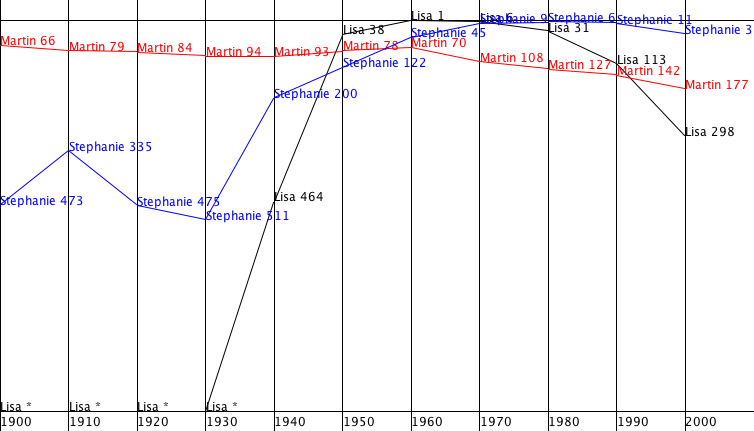 Lisa 1
Lisa 6
Stephanie 9
Stephanie 6
Stephanie 11
Lisa 38
Stephanie 45
Lisa 31
Stephanie 3
Martin 66
Martin 79
Martin 84
Martin 94
Martin 93
Martin 78
Martin 70
Stephanie 122
Martin 108
Martin 127
Lisa 113
Martin 142
Martin 177
Stephanie 200
Lisa 298
Stephanie 335
Stephanie 473
Stephanie 475
Stephanie 511
Lisa 464
Lisa * Lisa * Lisa * Lisa *
1900 1910 1920 1930 1940 1950 1960 1970 1980 1990 2000